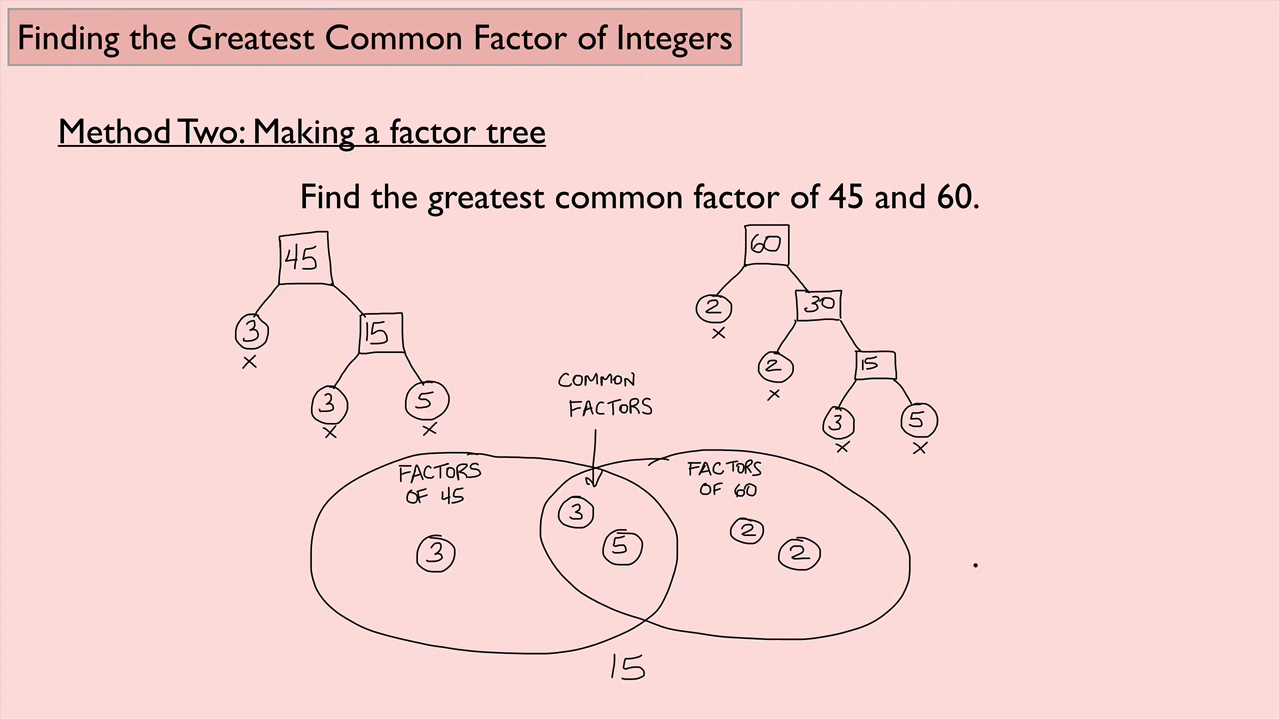 Finding the Greatest Common Factor of Integers
Method Two: Making a factor tree
Find the greatest common factor of 45 and 60.
45
3
15
x
3
5
x
x
60
2
30
x
2
15
x
3
5
x
x
COMMON
FACTORS
FACTORS
OF 45
3
3
5
FACTORS
OF 60
2
2
15